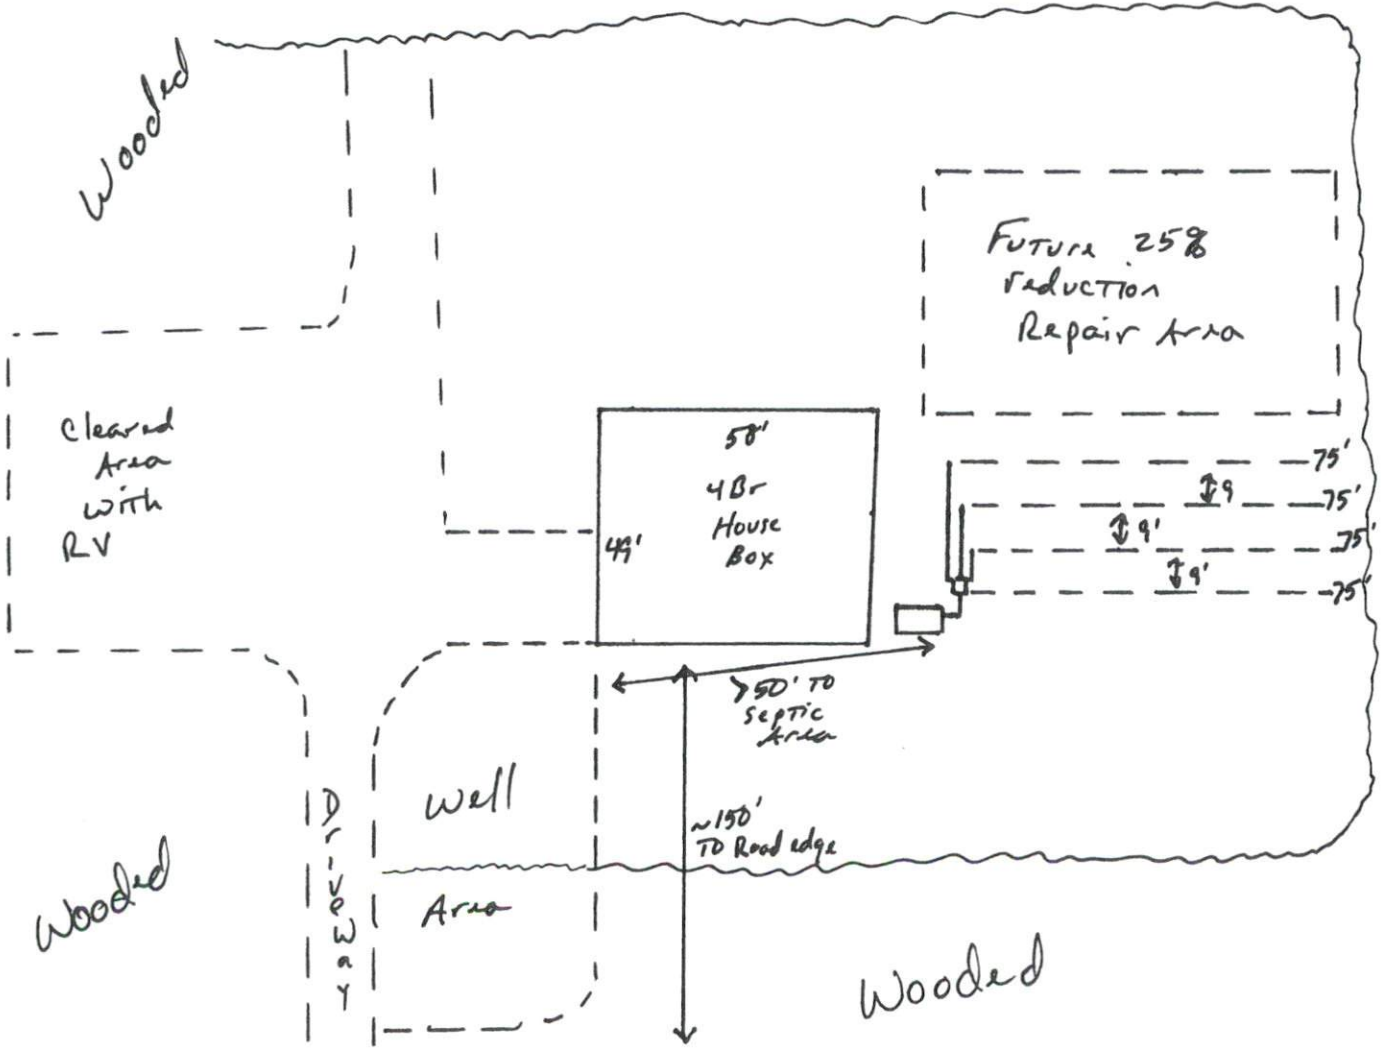 Wooded
Future 25%
reduction
Repair Area
Cleared
Area
with
RV
58'
4Br
House
Box
49'
75'
9
75'
9'
75'
9'
75'
>50' TO
Septic
Area
Well
Area
Driveway
~150'
TO Road edge
Wooded
Wooded